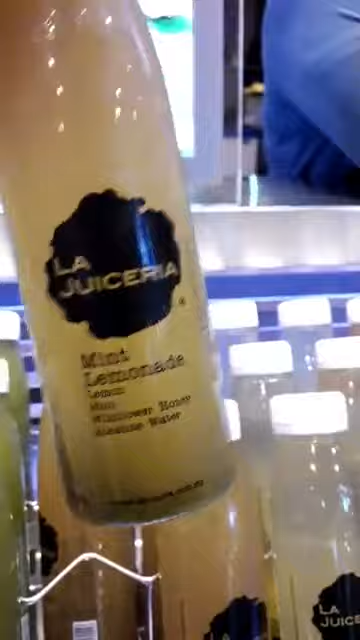 LA
JUICERIA
®
Mint
Lemonade
Lemon
Mint
Wildflower Honey
Alkaline Water
LA
JUICE